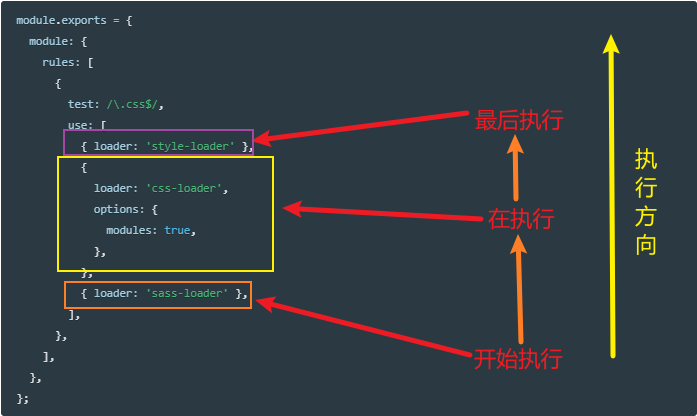 module.exports = {
  module: {
    rules: [
      {
        test: /\.css$/,
        use: [
          { loader: 'style-loader' },
          {
            loader: 'css-loader',
            options: {
              modules: true,
            },
          },
          { loader: 'sass-loader' },
        ],
      },
    ],
  },
};
最后执行
在执行
开始执行
执
行
方
向